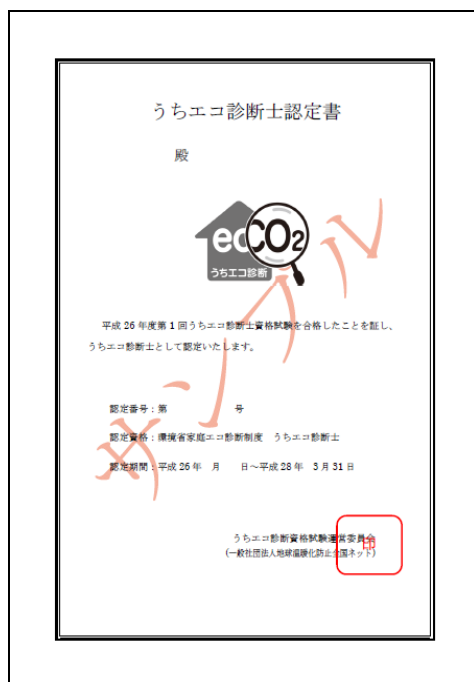 うちエコ診断士認定書
殿
ecCO2
うちエコ診断
サンプル
平成 26 年度第 1 回うちエコ診断士資格試験を合格したことを証し、
うちエコ診断士として認定いたします。
認定番号：第 号
認定資格：環境省家庭エコ診断制度 うちエコ診断士
認定期間：平成 26 年 月 日～平成 28 年 3 月 31 日
うちエコ診断資格試験運営委員会
(一般社団法人地球温暖化防止全国ネット)
印